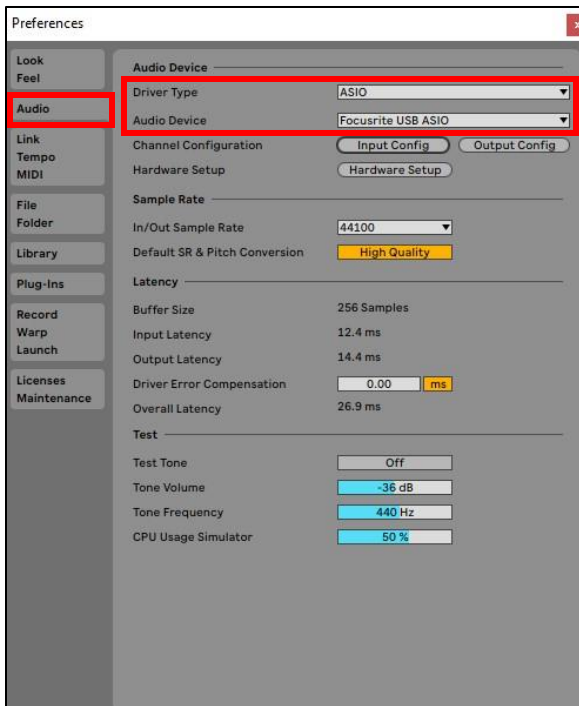 Preferences
x
Look
Feel
Audio
Link
Tempo
MIDI
File
Folder
Library
Plug-Ins
Record
Warp
Launch
Licenses
Maintenance
Audio Device
Driver Type ASIO
Audio Device Focusrite USB ASIO
Channel Configuration Input Config Output Config
Hardware Setup Hardware Setup
Sample Rate
In/Out Sample Rate 44100
Default SR & Pitch Conversion High Quality
Latency
Buffer Size 256 Samples
Input Latency 12.4 ms
Output Latency 14.4 ms
Driver Error Compensation 0.00 ms
Overall Latency 26.9 ms
Test
Test Tone Off
Tone Volume -36 dB
Tone Frequency 440 Hz
CPU Usage Simulator 50 %